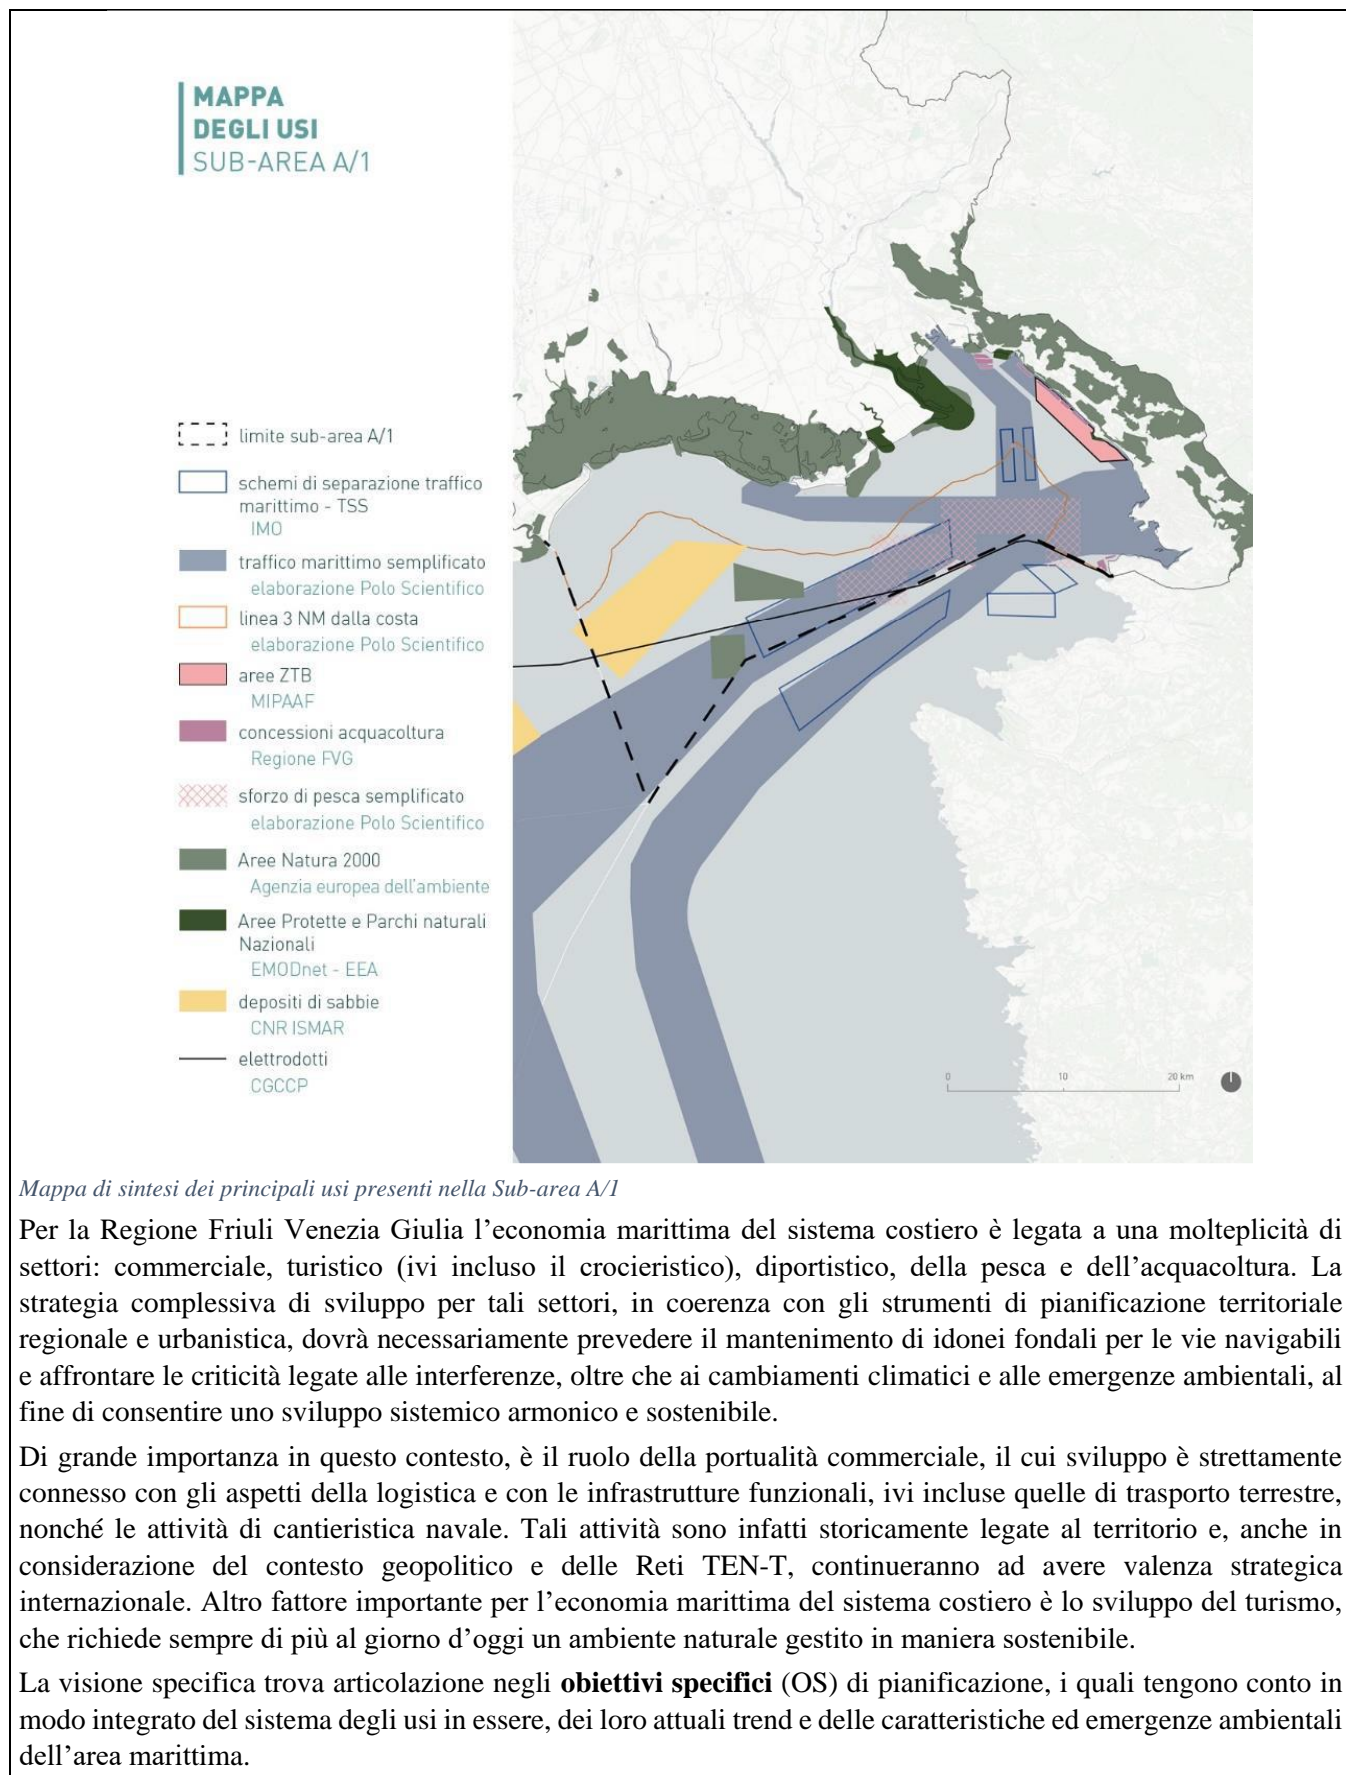 MAPPA
DEGLI USI
SUB-AREA A/1
limite sub-area A/1
schemi di separazione traffico
marittimo - TSS
IMO
traffico marittimo semplificato
elaborazione Polo Scientifico
linea 3 NM dalla costa
elaborazione Polo Scientifico
aree ZTB
MIPAAF
concessioni acquacoltura
Regione FVG
sforzo di pesca semplificato
elaborazione Polo Scientifico
Aree Natura 2000
Agenzia europea dell'ambiente
Aree Protette e Parchi naturali
Nazionali
EMODnet - EEA
depositi di sabbie
CNR ISMAR
elettrodotti
CGCCP
0 10 20 km
Mappa di sintesi dei principali usi presenti nella Sub-area A/1
Per la Regione Friuli Venezia Giulia l’economia marittima del sistema costiero è legata a una molteplicità di
settori: commerciale, turistico (ivi incluso il crocieristico), diportistico, della pesca e dell’acquacoltura. La
strategia complessiva di sviluppo per tali settori, in coerenza con gli strumenti di pianificazione territoriale
regionale e urbanistica, dovrà necessariamente prevedere il mantenimento di idonei fondali per le vie navigabili
e affrontare le criticità legate alle interferenze, oltre che ai cambiamenti climatici e alle emergenze ambientali, al
fine di consentire uno sviluppo sistemico armonico e sostenibile.
Di grande importanza in questo contesto, è il ruolo della portualità commerciale, il cui sviluppo è strettamente
connesso con gli aspetti della logistica e con le infrastrutture funzionali, ivi incluse quelle di trasporto terrestre,
nonché le attività di cantieristica navale. Tali attività sono infatti storicamente legate al territorio e, anche in
considerazione del contesto geopolitico e delle Reti TEN-T, continueranno ad avere valenza strategica
internazionale. Altro fattore importante per l’economia marittima del sistema costiero è lo sviluppo del turismo,
che richiede sempre di più al giorno d’oggi un ambiente naturale gestito in maniera sostenibile.
La visione specifica trova articolazione negli obiettivi specifici (OS) di pianificazione, i quali tengono conto in
modo integrato del sistema degli usi in essere, dei loro attuali trend e delle caratteristiche ed emergenze ambientali
dell’area marittima.